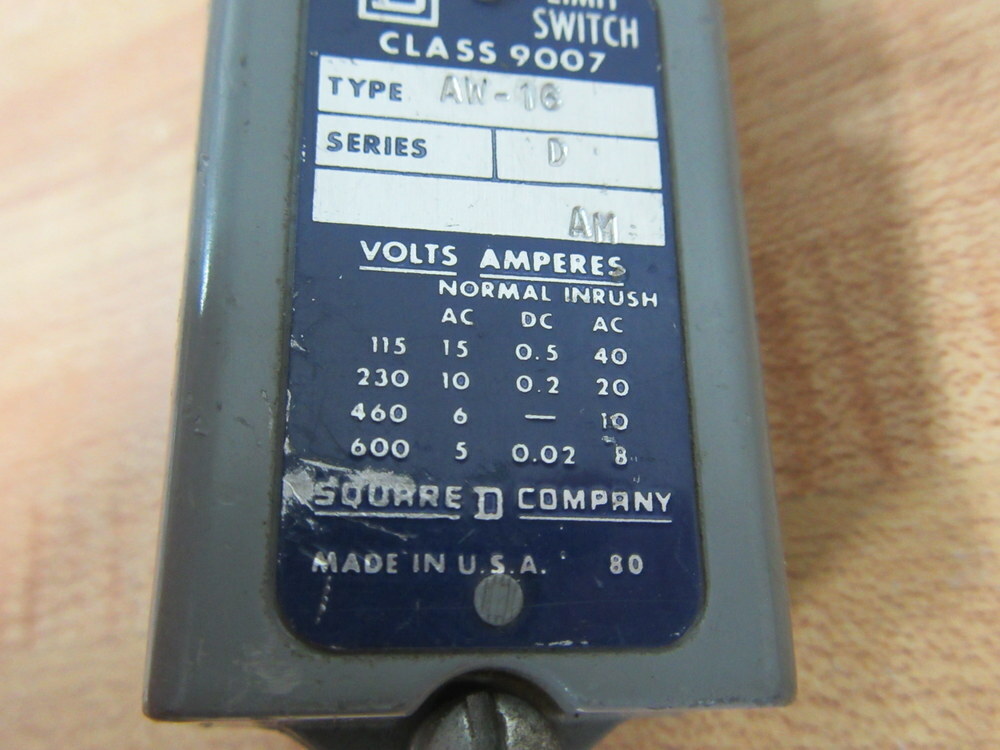 LIMIT
SWITCH
CLASS 9007
TYPE AW-16
SERIES D
AM
VOLTS AMPERES
NORMAL INRUSH
AC DC AC
115 15 0.5 40
230 10 0.2 20
460 6 — 10
600 5 0.02 8
SQUARE D COMPANY
MADE IN U.S.A. 80